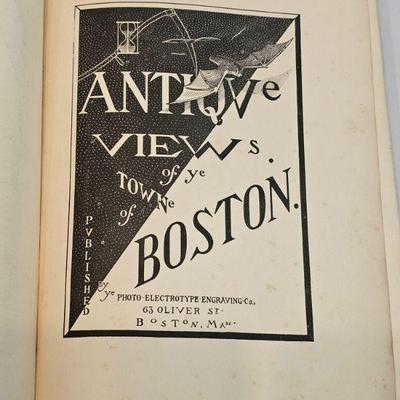 ANTIQVE
VIEWS.
of ye
TOWNE
of
BOSTON.
PVBLISHED
by
ye PHOTO-ELECTROTYPE-ENGRAVING-Co.,
63 OLIVER ST.
BOSTON, MASS.